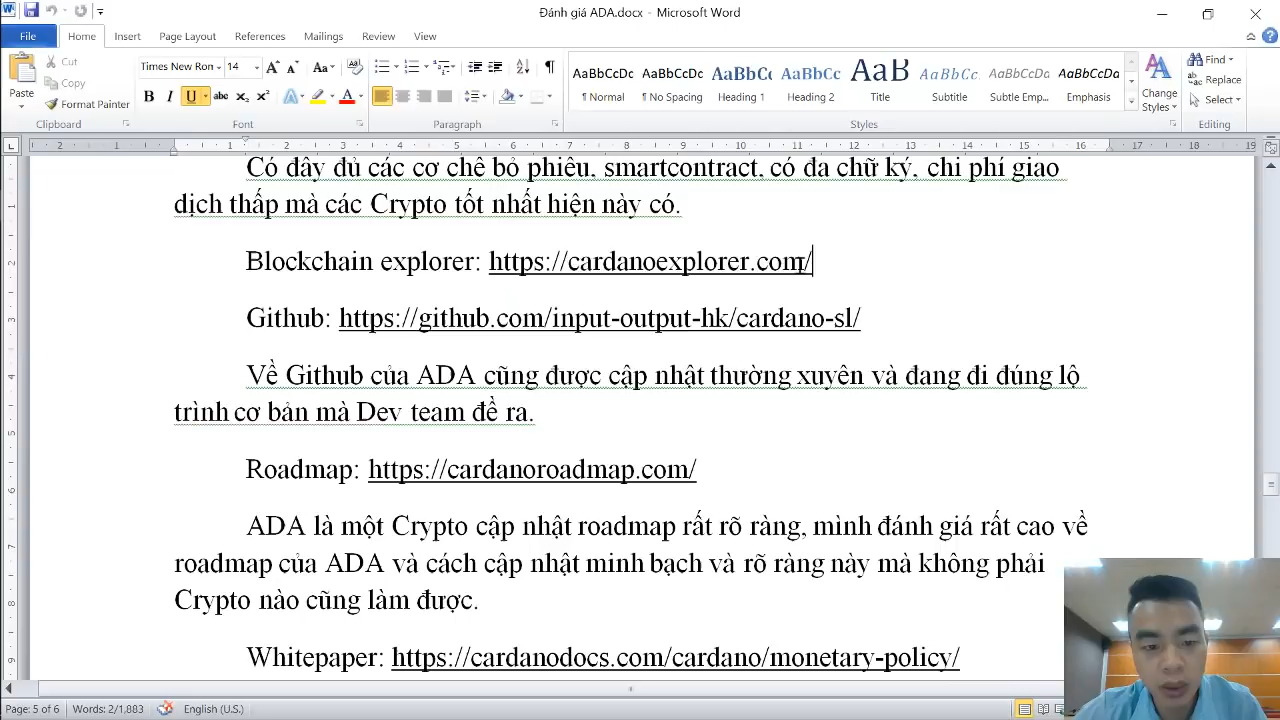 Đánh giá ADA.docx - Microsoft Word
File Home Insert Page Layout References Mailings Review View
Paste
Cut
Copy
Format Painter
Times New Ron 14
AaBbCcDc AaBbCcDc AaBbCc AaBbCc AaB AaBbCc. AaBbCcDc AaBbCcDc
¶ Normal ¶ No Spacing Heading 1 Heading 2 Title Subtitle Subtle Emp... Emphasis
Change Styles
Find
Replace
Select
Clipboard Font Paragraph Styles Editing
Có đầy đủ các cơ chế bỏ phiếu, smartcontract, có đa chữ ký, chi phí giao
dịch thấp mà các Crypto tốt nhất hiện này có.
Blockchain explorer: https://cardanoexplorer.com/
Github: https://github.com/input-output-hk/cardano-sl/
Về Github của ADA cũng được cập nhật thường xuyên và đang đi đúng lộ
trình cơ bản mà Dev team đề ra.
Roadmap: https://cardanoroadmap.com/
ADA là một Crypto cập nhật roadmap rất rõ ràng, mình đánh giá rất cao về
roadmap của ADA và cách cập nhật minh bạch và rõ ràng này mà không phải
Crypto nào cũng làm được.
Whitepaper: https://cardanodocs.com/cardano/monetary-policy/
Page: 5 of 6 Words: 2/1,883 English (U.S.)